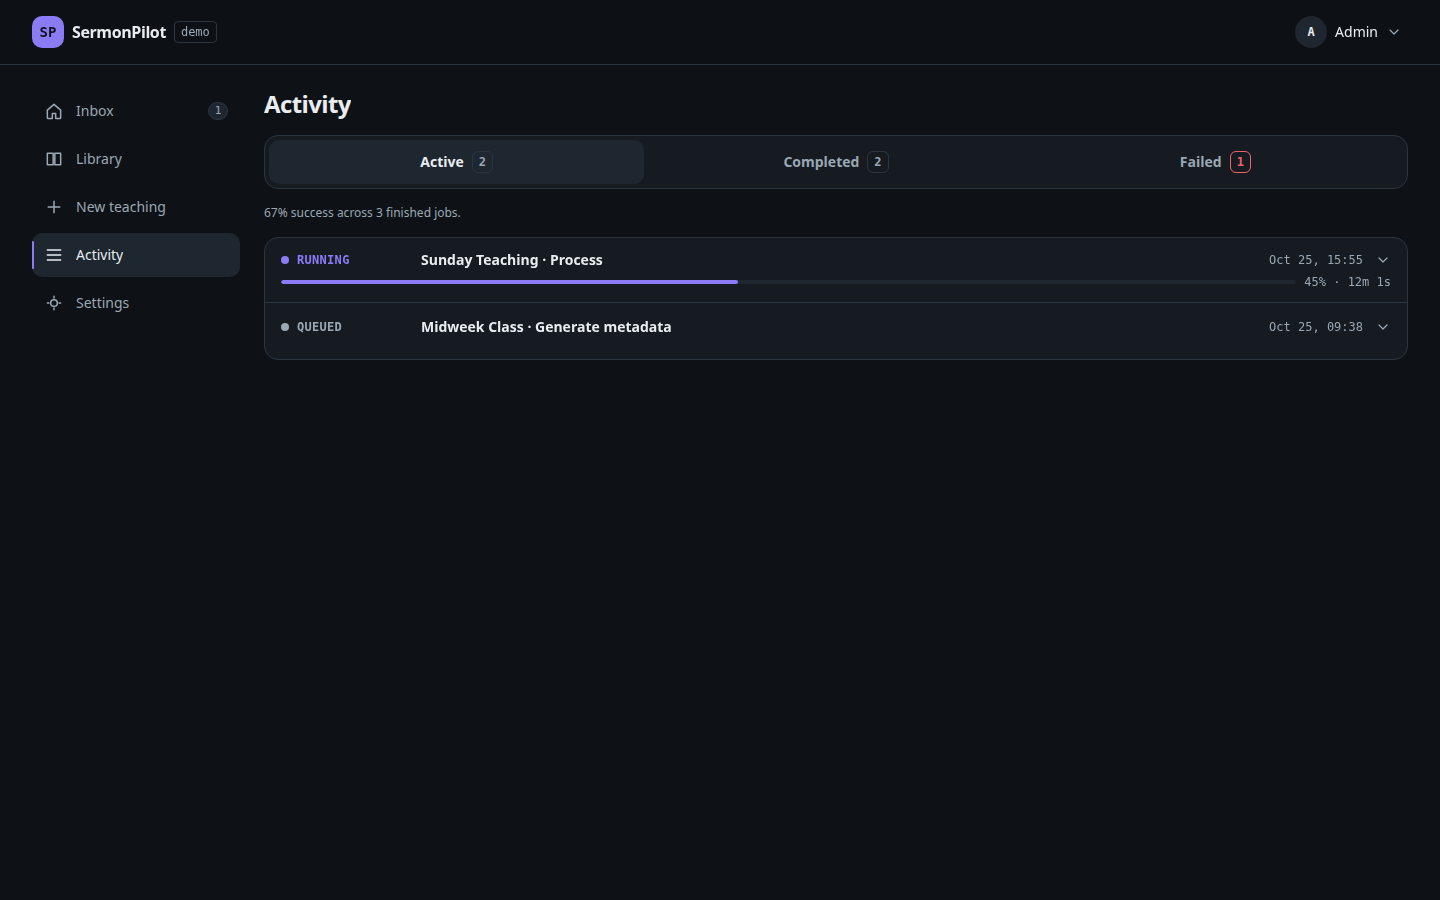 SP SermonPilot demo
A Admin
Inbox 1
Library
New teaching
Activity
Settings
Activity
Active 2 Completed 2 Failed 1
67% success across 3 finished jobs.
RUNNING Sunday Teaching · Process Oct 25, 15:55
45% · 12m 1s
QUEUED Midweek Class · Generate metadata Oct 25, 09:38